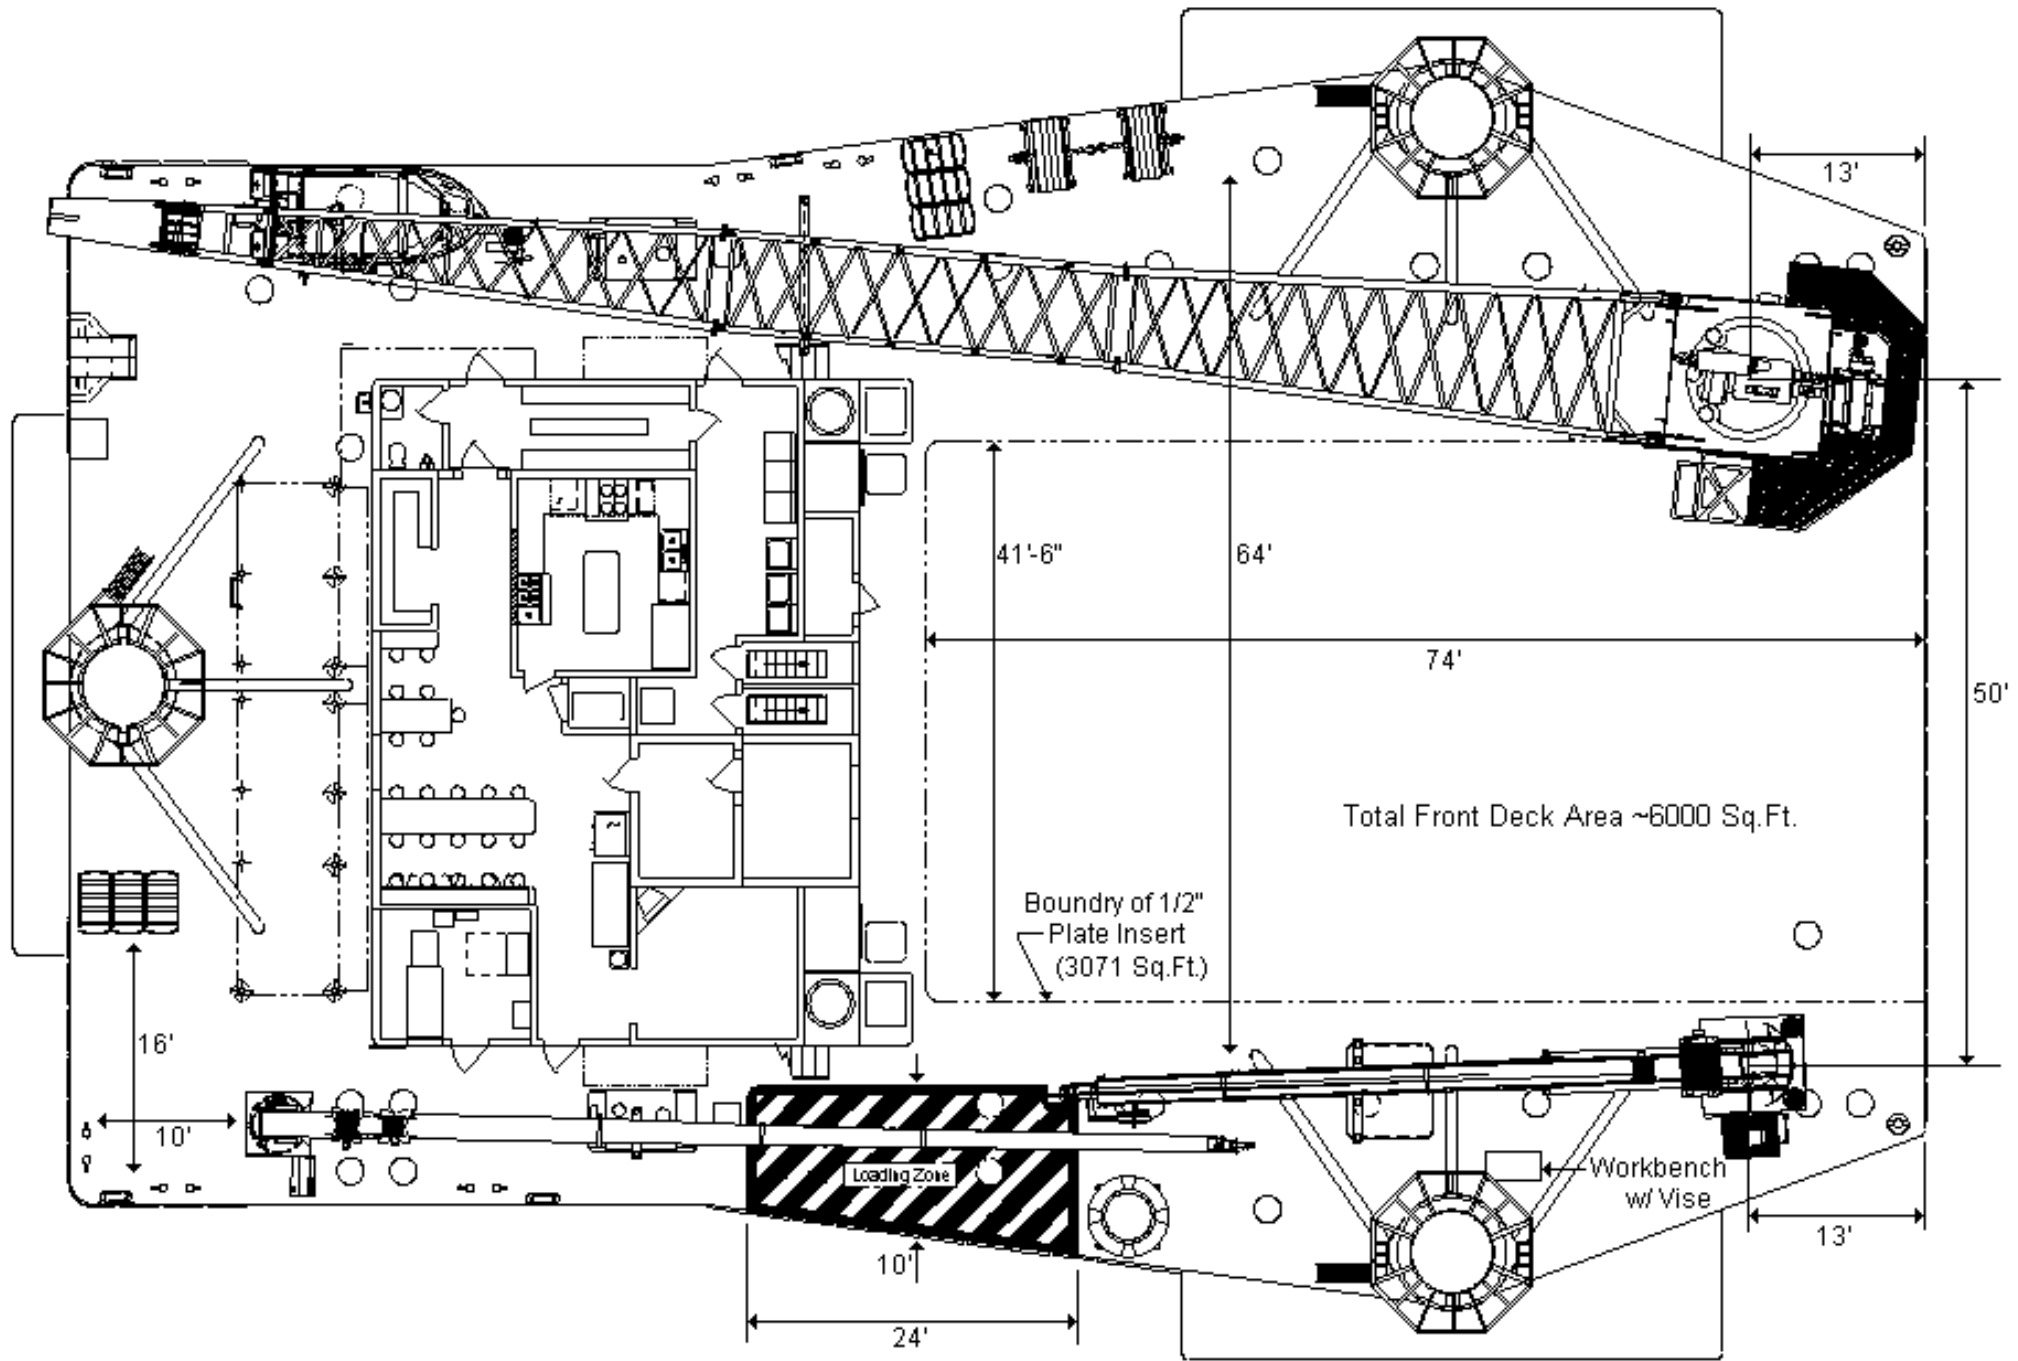 13'
41'-6"
64'
74'
50'
Total Front Deck Area ~6000 Sq.Ft.
Boundry of 1/2"
Plate Insert
(3071 Sq.Ft.)
16'
10'
Loading Zone
Workbench
w/ Vise
13'
10'
24'